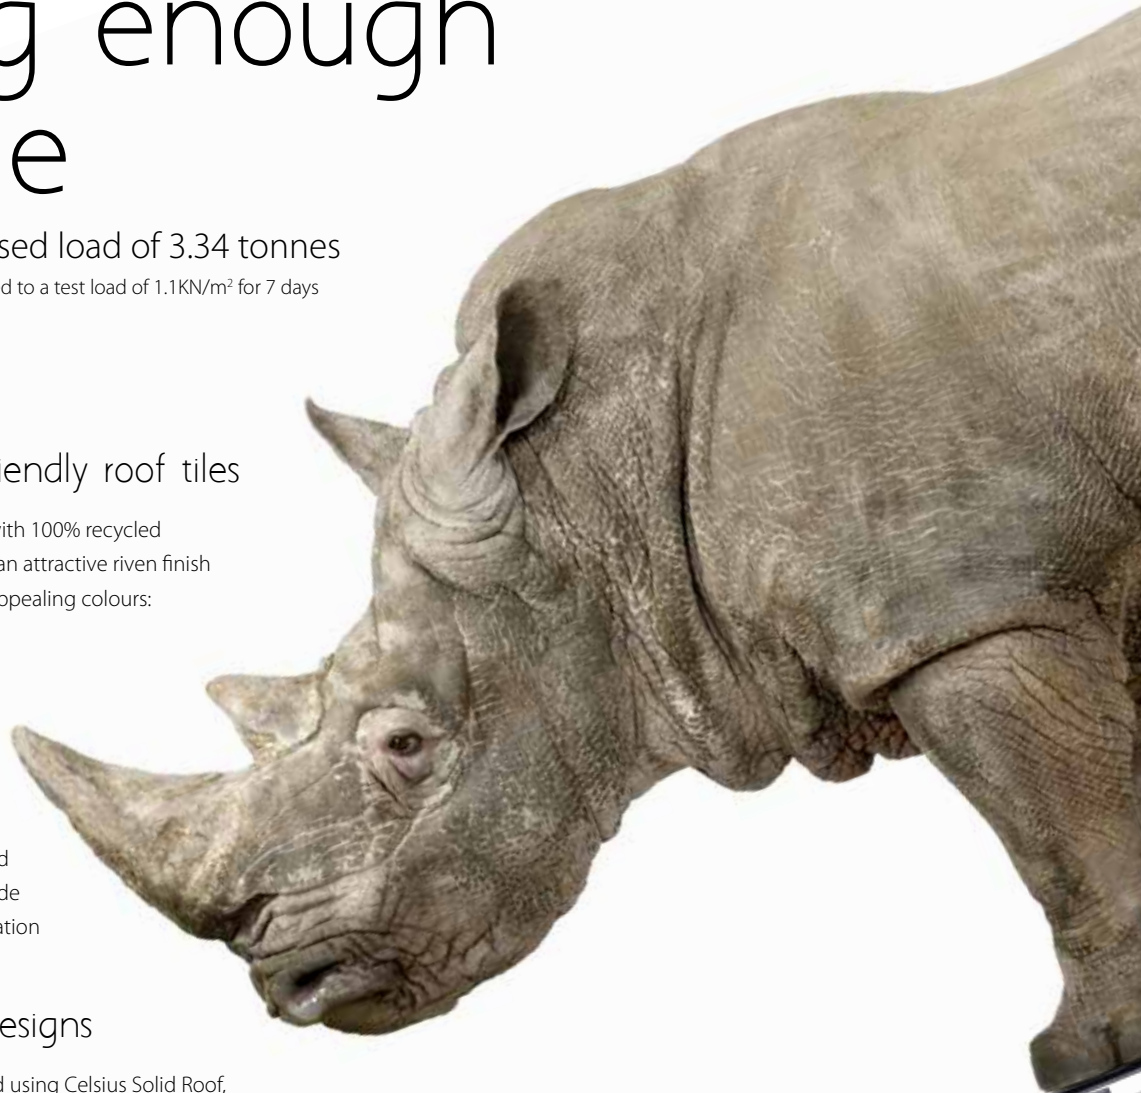 g enough
e
sed load of 3.34 tonnes
d to a test load of 1.1KN/m² for 7 days
iendly roof tiles
ith 100% recycled
an attractive riven finish
ppealing colours:
d
de
ation
esigns
d using Celsius Solid Roof,